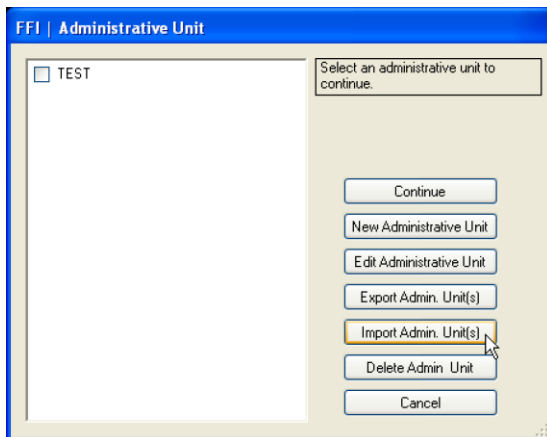 FFI | Administrative Unit
TEST
Select an administrative unit to
continue.
Continue
New Administrative Unit
Edit Administrative Unit
Export Admin. Unit(s)
Import Admin. Unit(s)
Delete Admin Unit
Cancel